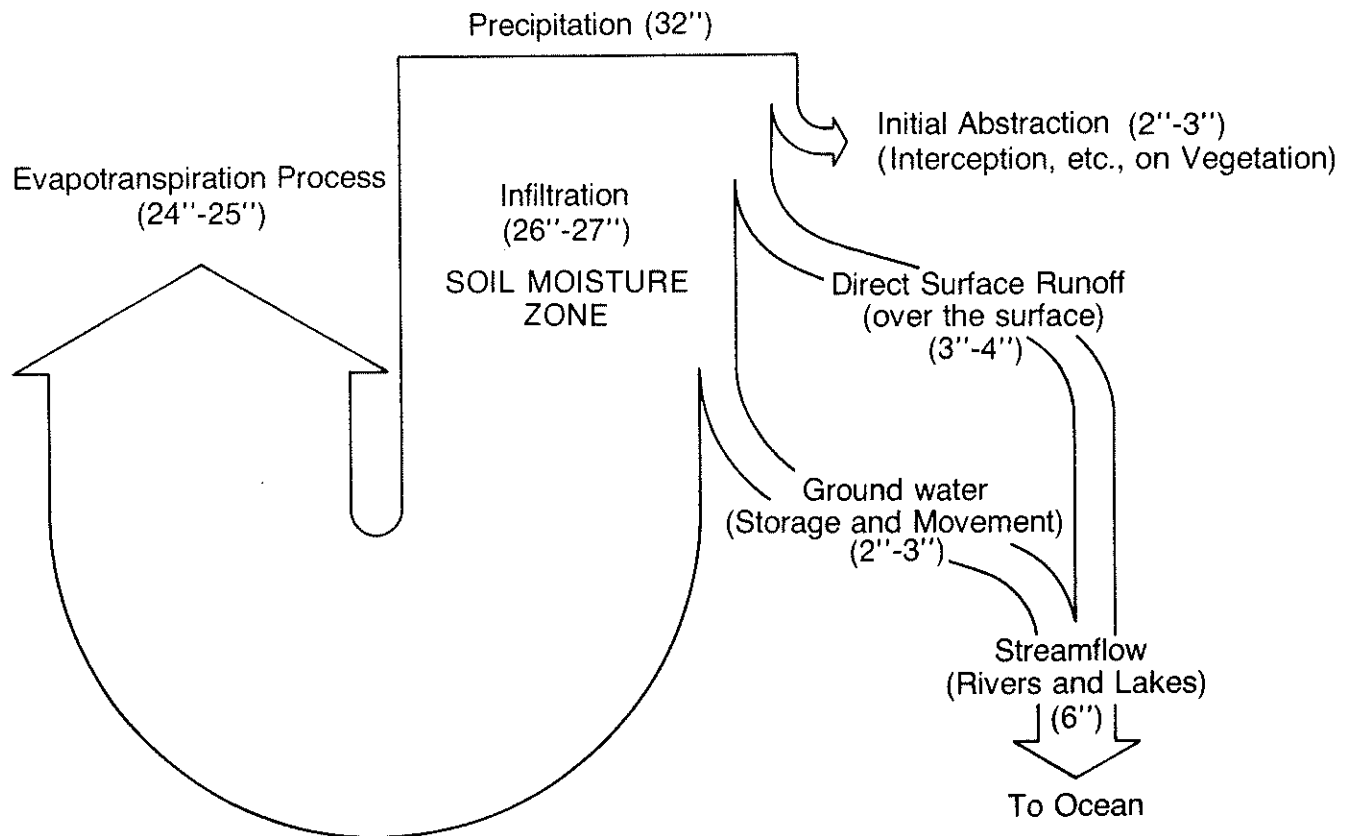 Precipitation (32'')
Initial Abstraction (2''-3'')
(Interception, etc., on Vegetation)
Evapotranspiration Process
(24''-25'')
Infiltration
(26''-27'')
SOIL MOISTURE
ZONE
Direct Surface Runoff
(over the surface)
(3''-4'')
Ground water
(Storage and Movement)
(2''-3'')
Streamflow
(Rivers and Lakes)
(6'')
To Ocean